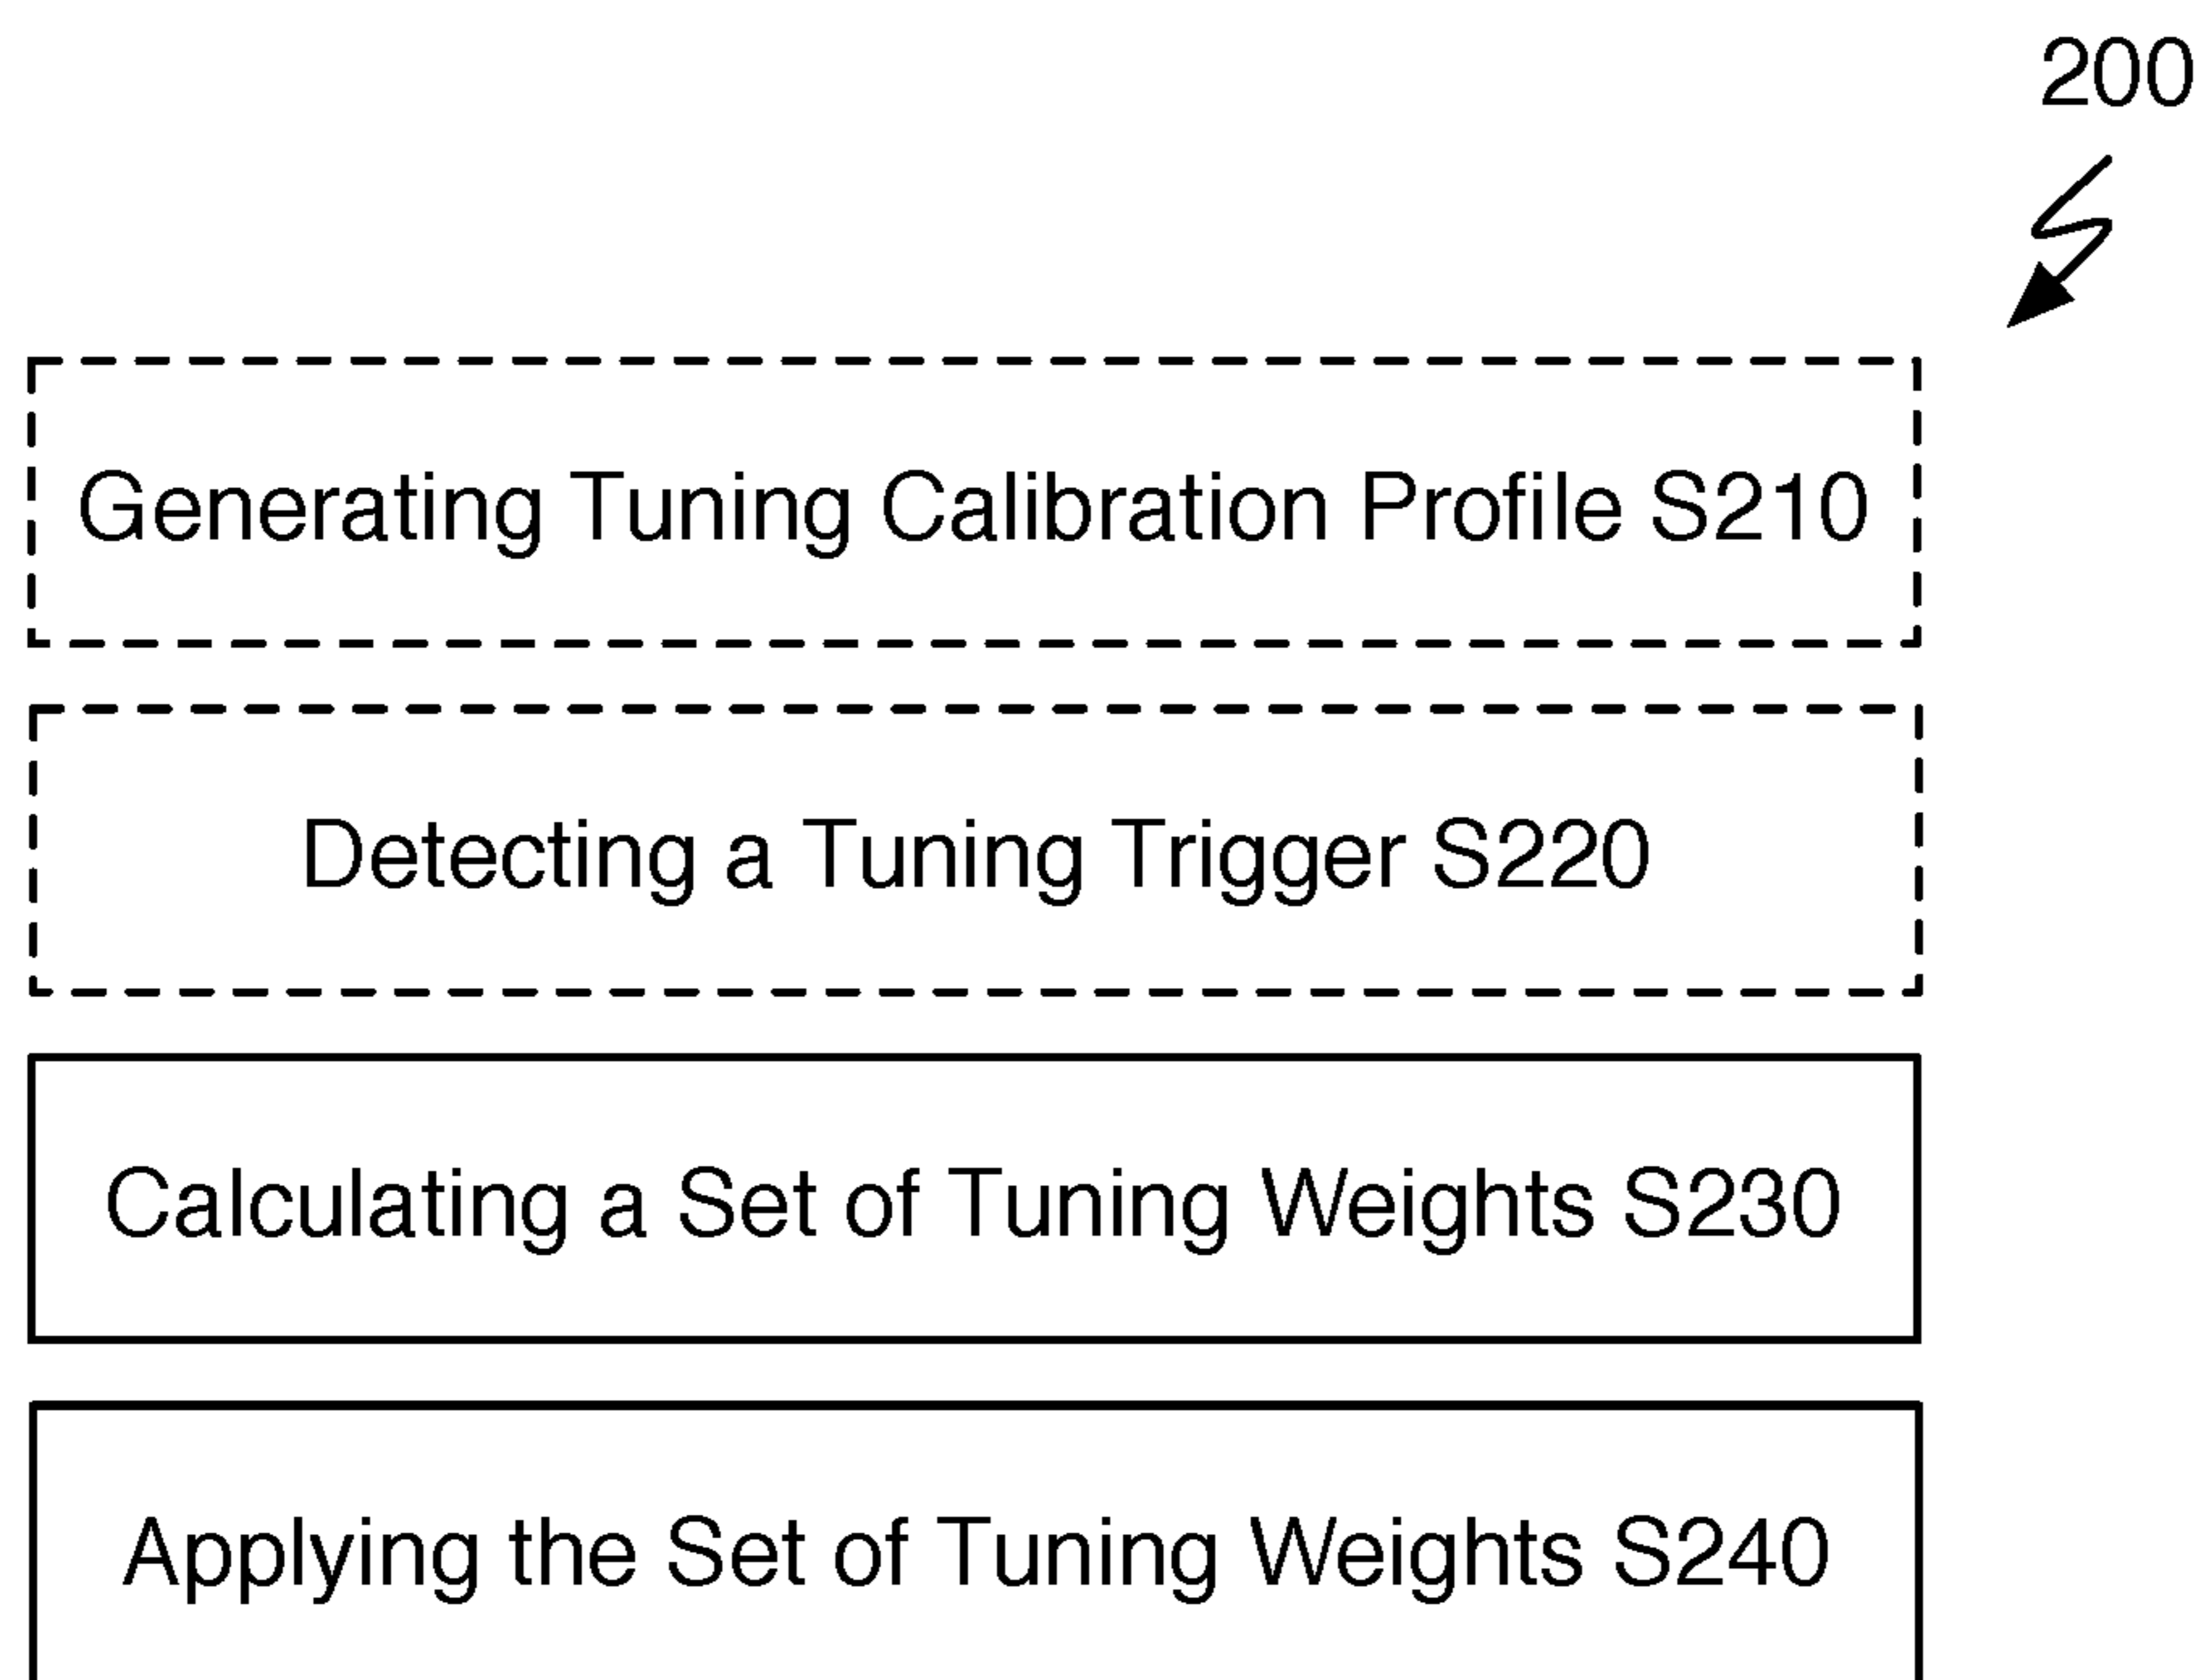 200
Generating Tuning Calibration Profile S210
Detecting a Tuning Trigger S220
Calculating a Set of Tuning Weights S230
Applying the Set of Tuning Weights S240